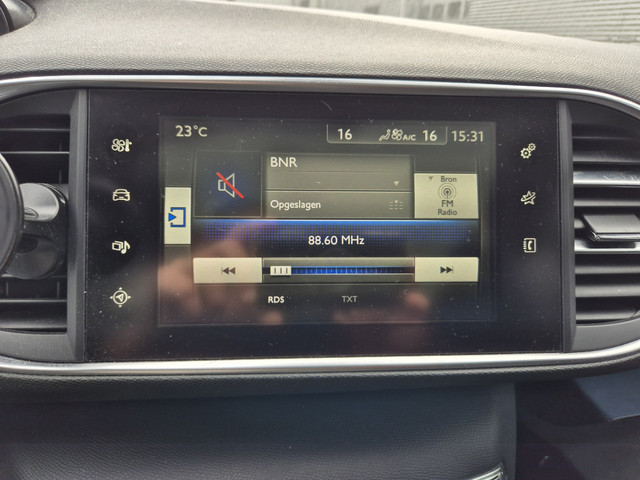 23°C 16 A/C 16 15:31
BNR
Bron
Opgeslagen
FM
Radio
88.60 MHz
RDS TXT